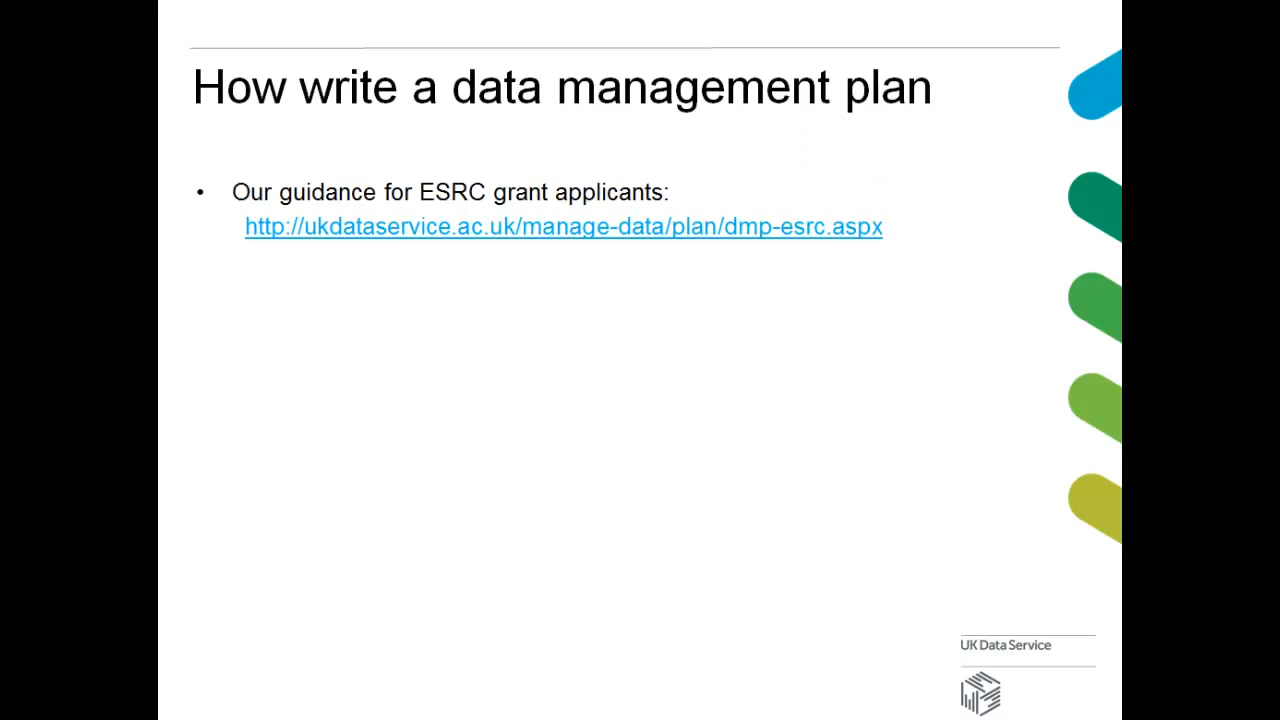 How write a data management plan
• Our guidance for ESRC grant applicants:
http://ukdataservice.ac.uk/manage-data/plan/dmp-esrc.aspx
UK Data Service